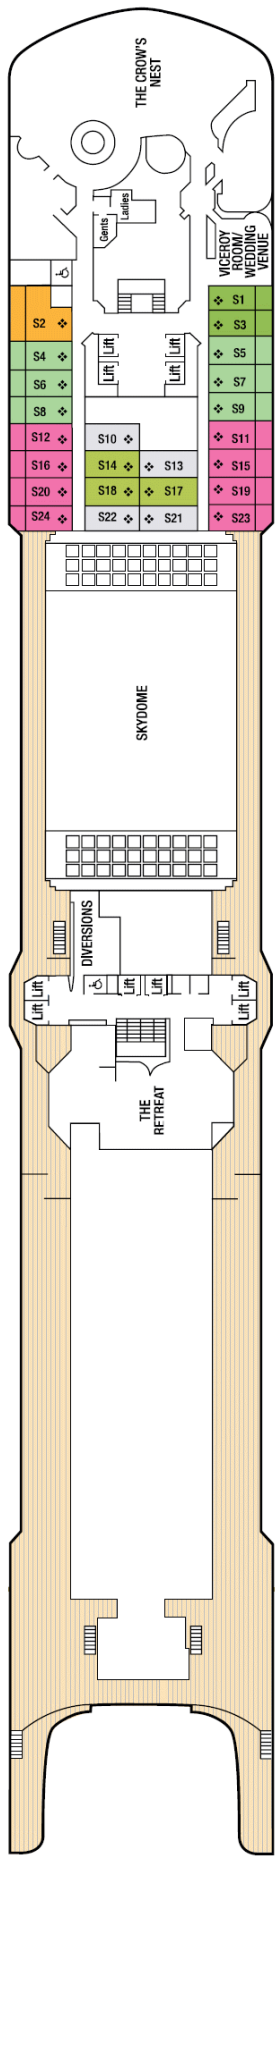 THE CROW'S
NEST
Ladies
Gents
VICEROY
ROOM/
WEDDING
VENUE
S1
S2
S3
Lift
Lift
S4
S5
Lift
Lift
S6
S7
S8
S9
S12
S10
S11
S16
S14
S13
S15
S20
S18
S17
S19
S24
S22
S21
S23
SKYDOME
DIVERSIONS
Lift
Lift
Lift
Lift
Lift
Lift
THE
RETREAT